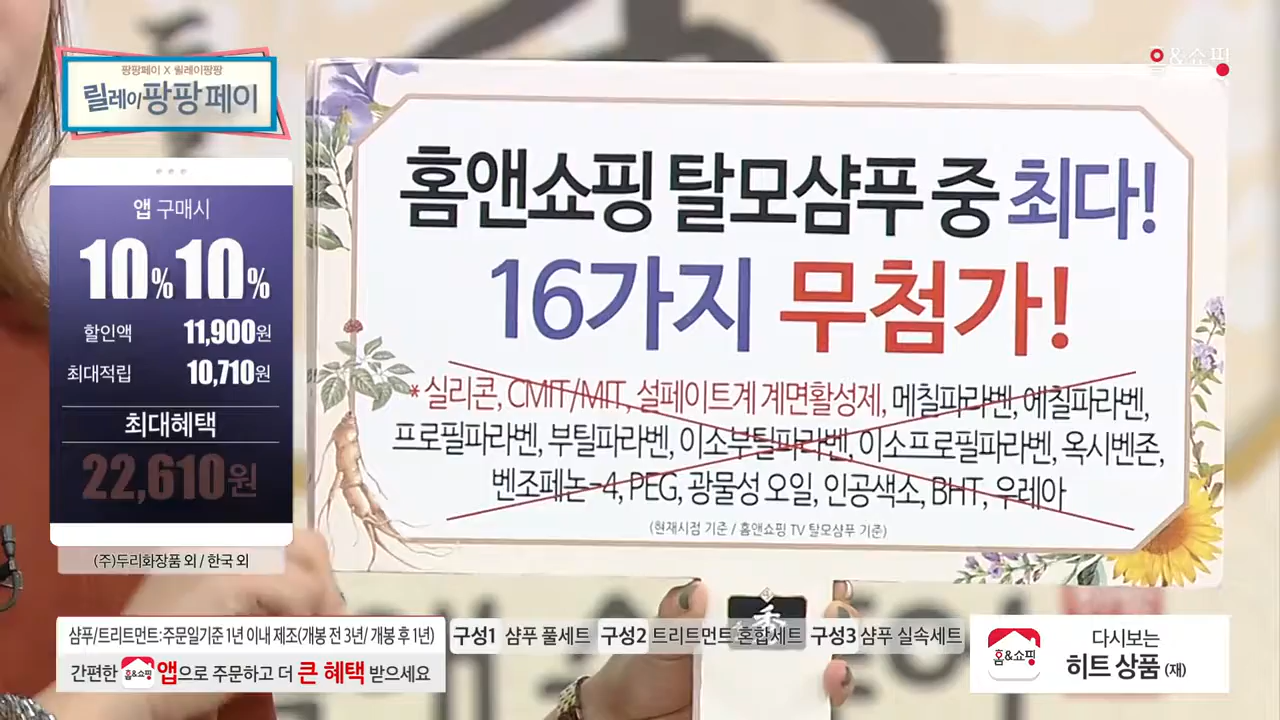 팡팡페이 X 릴레이팡팡
릴레이팡팡페이
홈&쇼핑
앱 구매시
10% 10%
할인액 11,900원
최대적립 10,710원
최대혜택
22,610원
(주)두리화장품 외 / 한국 외
홈앤쇼핑 탈모샴푸 중 최다!
16가지 무첨가!
* 실리콘, CMIT/MIT, 설페이트계 계면활성제, 메칠파라벤, 에칠파라벤,
프로필파라벤, 부틸파라벤, 이소부틸파라벤, 이소프로필파라벤, 옥시벤존,
벤조페논-4, PEG, 광물성 오일, 인공색소, BHT, 우레아
(현재시점 기준 / 홈앤쇼핑 TV 탈모샴푸 기준)
샴푸/트리트먼트:주문일기준 1년 이내 제조(개봉 전 3년/ 개봉 후 1년)
간편한 홈&쇼핑 앱으로 주문하고 더 큰 혜택 받으세요
구성1 샴푸 풀세트 구성2 트리트먼트 혼합세트 구성3 샴푸 실속세트
홈&쇼핑
다시보는
히트 상품 (재)